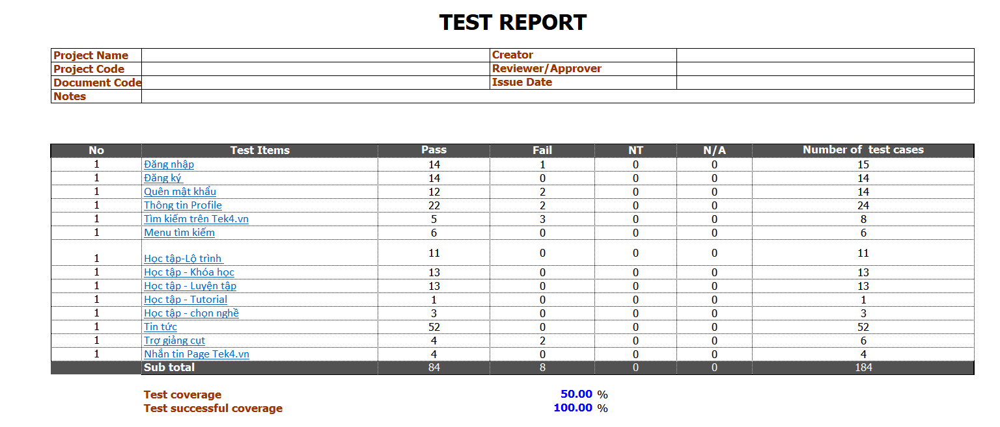 TEST REPORT
Project Name Creator
Project Code Reviewer/Approver
Document Code Issue Date
Notes
No Test Items Pass Fail NT N/A Number of  test cases
1 Đăng nhập 14 1 0 0 15
1 Đăng ký 14 0 0 0 14
1 Quên mật khẩu 12 2 0 0 14
1 Thông tin Profile 22 2 0 0 24
1 Tìm kiếm trên Tek4.vn 5 3 0 0 8
1 Menu tìm kiếm 6 0 0 0 6
1 Học tập-Lộ trình 11 0 0 0 11
1 Học tập - Khóa học 13 0 0 0 13
1 Học tập - Luyện tập 13 0 0 0 13
1 Học tập - Tutorial 1 0 0 0 1
1 Học tập - chọn nghề 3 0 0 0 3
1 Tin tức 52 0 0 0 52
1 Trợ giảng cụt 4 2 0 0 6
1 Nhắn tin Page Tek4.vn 4 0 0 0 4
Sub total 84 8 0 0 184
Test coverage 50.00 %
Test successful coverage 100.00 %